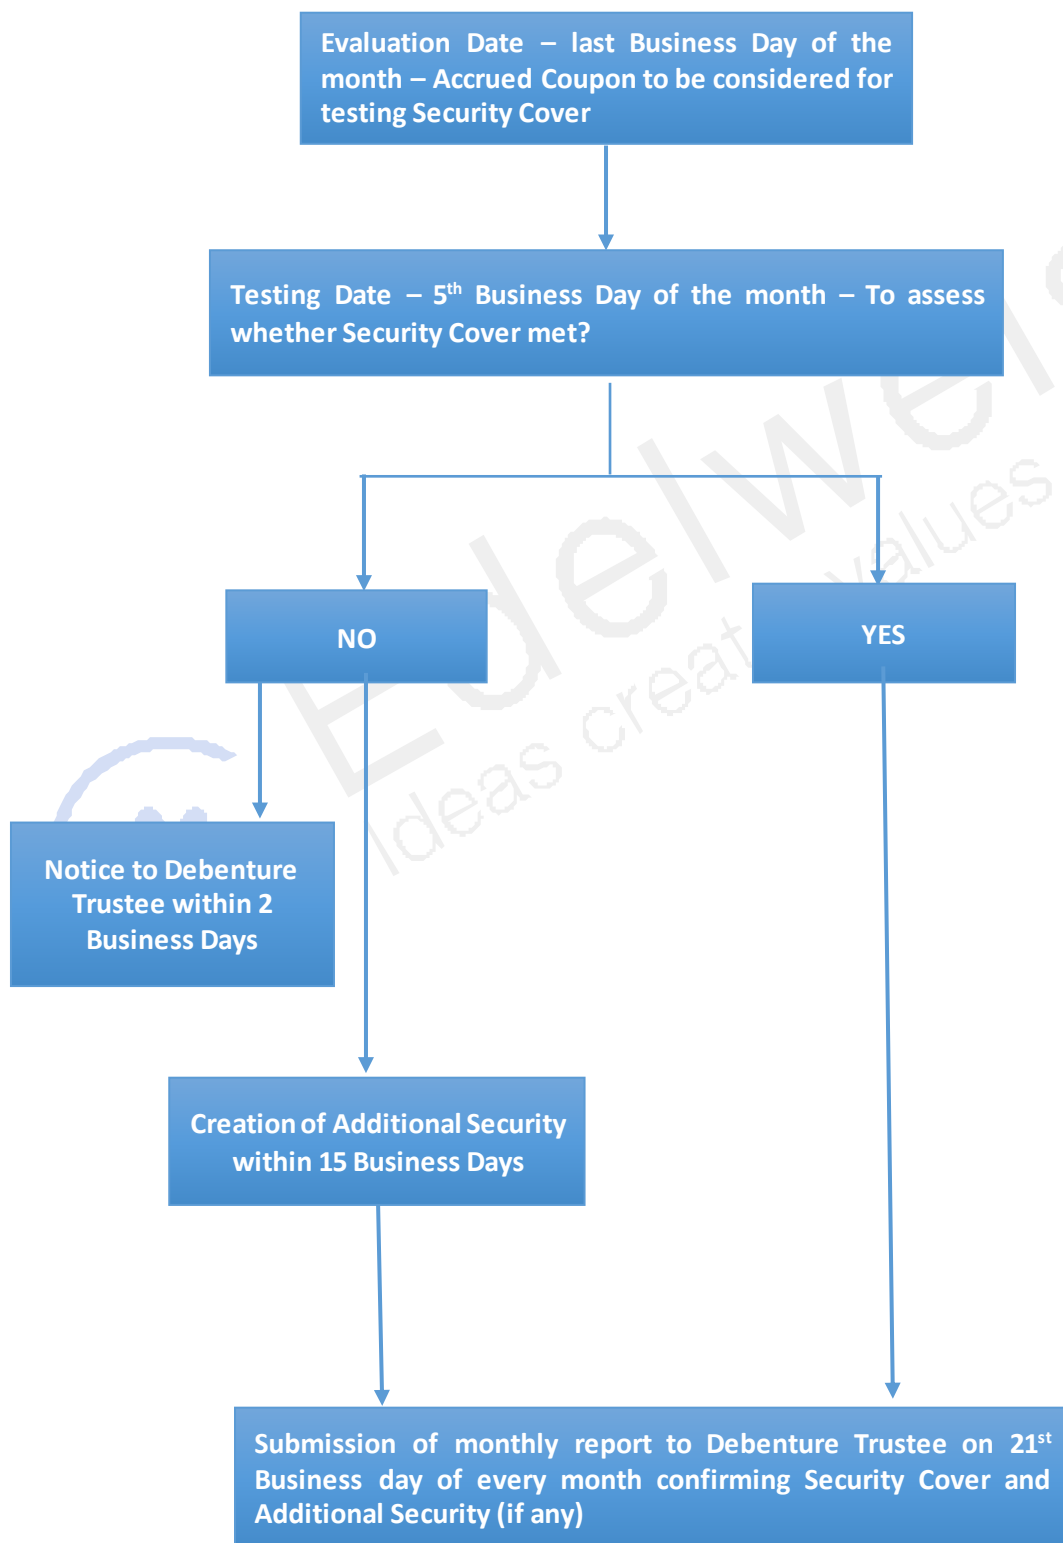 Evaluation Date – last Business Day of the
month – Accrued Coupon to be considered for
testing Security Cover
Testing Date – 5th Business Day of the month – To assess
whether Security Cover met?
NO
YES
Notice to Debenture
Trustee within 2
Business Days
Creation of Additional Security
within 15 Business Days
Submission of monthly report to Debenture Trustee on 21st
Business day of every month confirming Security Cover and
Additional Security (if any)
Edelwei
Ideas creat
values